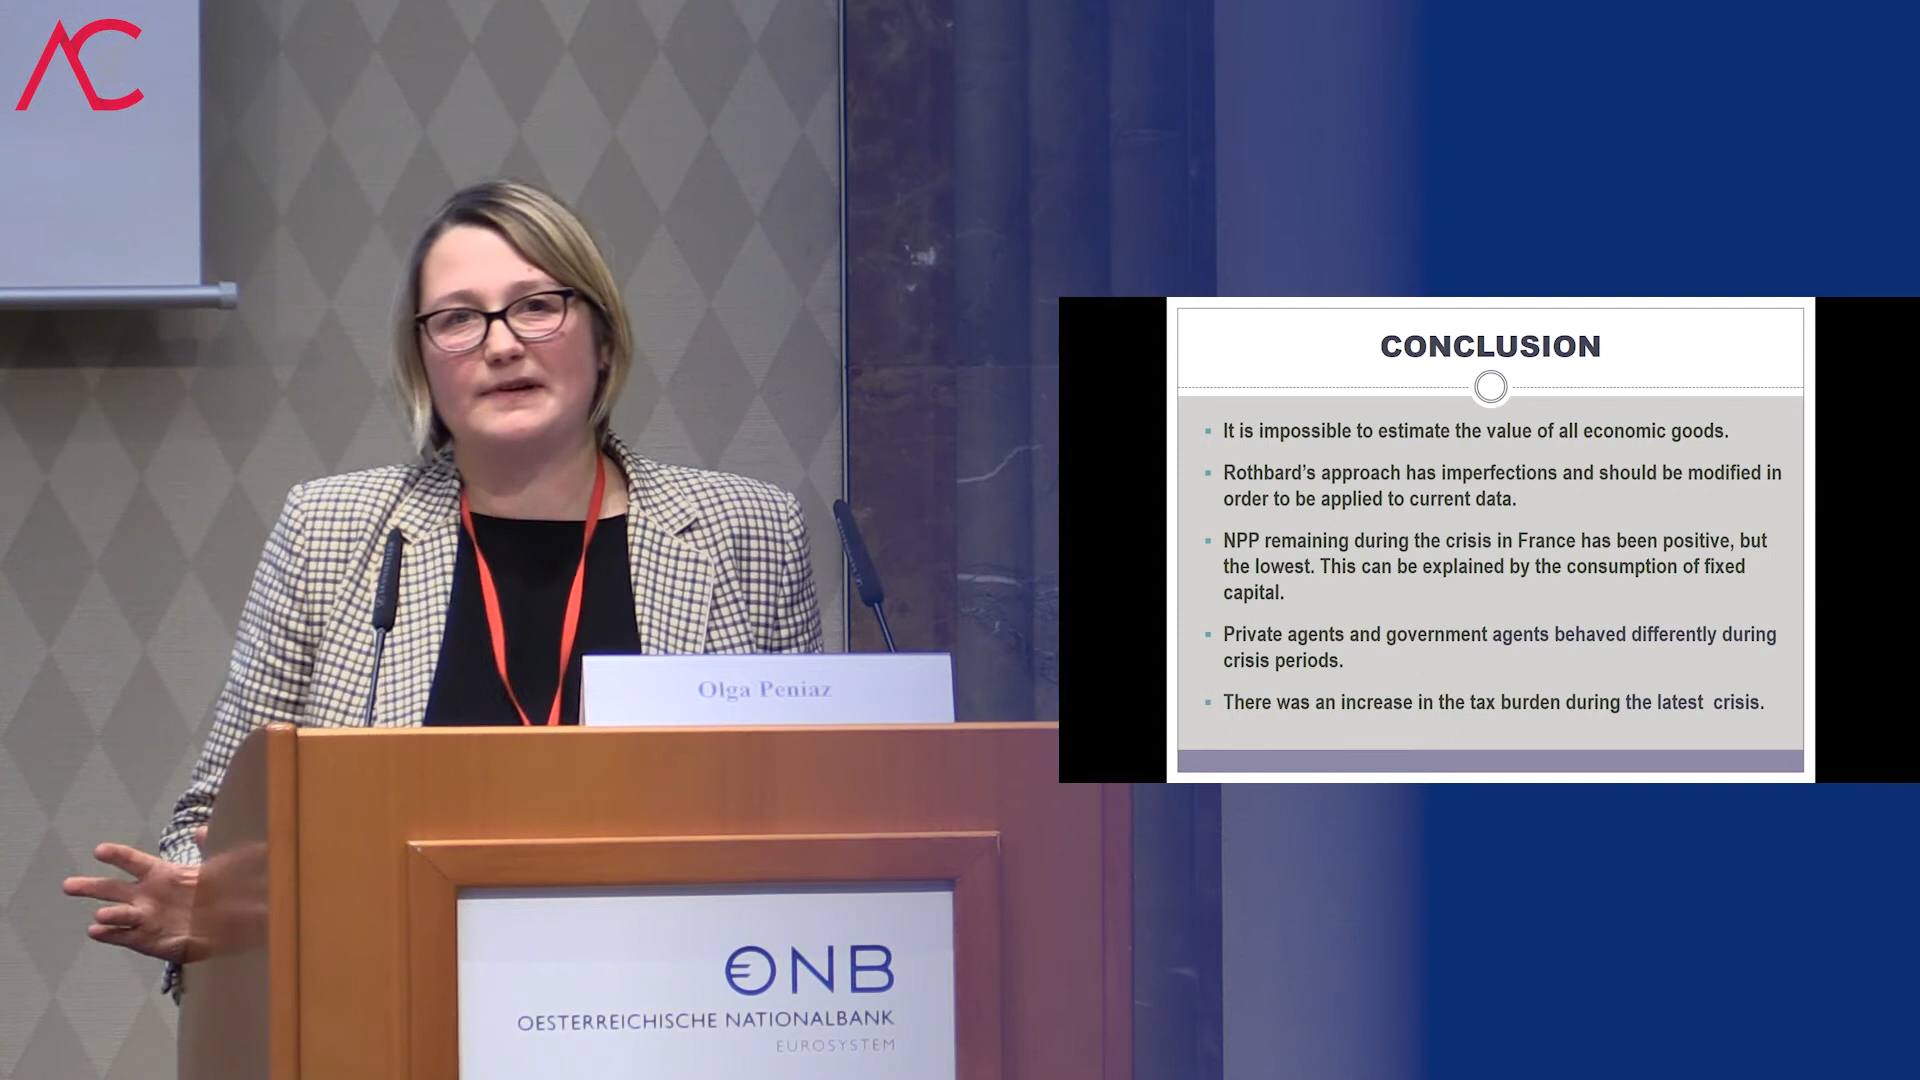 AC
Olga Peniaz
ONB
OESTERREICHISCHE NATIONALBANK
EUROSYSTEM
CONCLUSION
It is impossible to estimate the value of all economic goods.
Rothbard's approach has imperfections and should be modified in
order to be applied to current data.
NPP remaining during the crisis in France has been positive, but
the lowest. This can be explained by the consumption of fixed
capital.
Private agents and government agents behaved differently during
crisis periods.
There was an increase in the tax burden during the latest crisis.